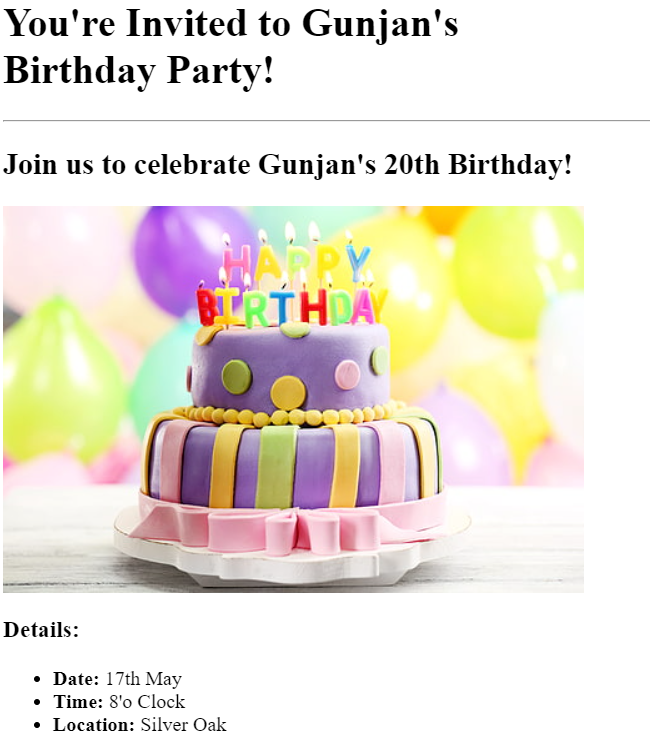 You're Invited to Gunjan's
Birthday Party!
Join us to celebrate Gunjan's 20th Birthday!
HAPPY
BIRTHDAY
Details:
Date: 17th May
Time: 8'o Clock
Location: Silver Oak